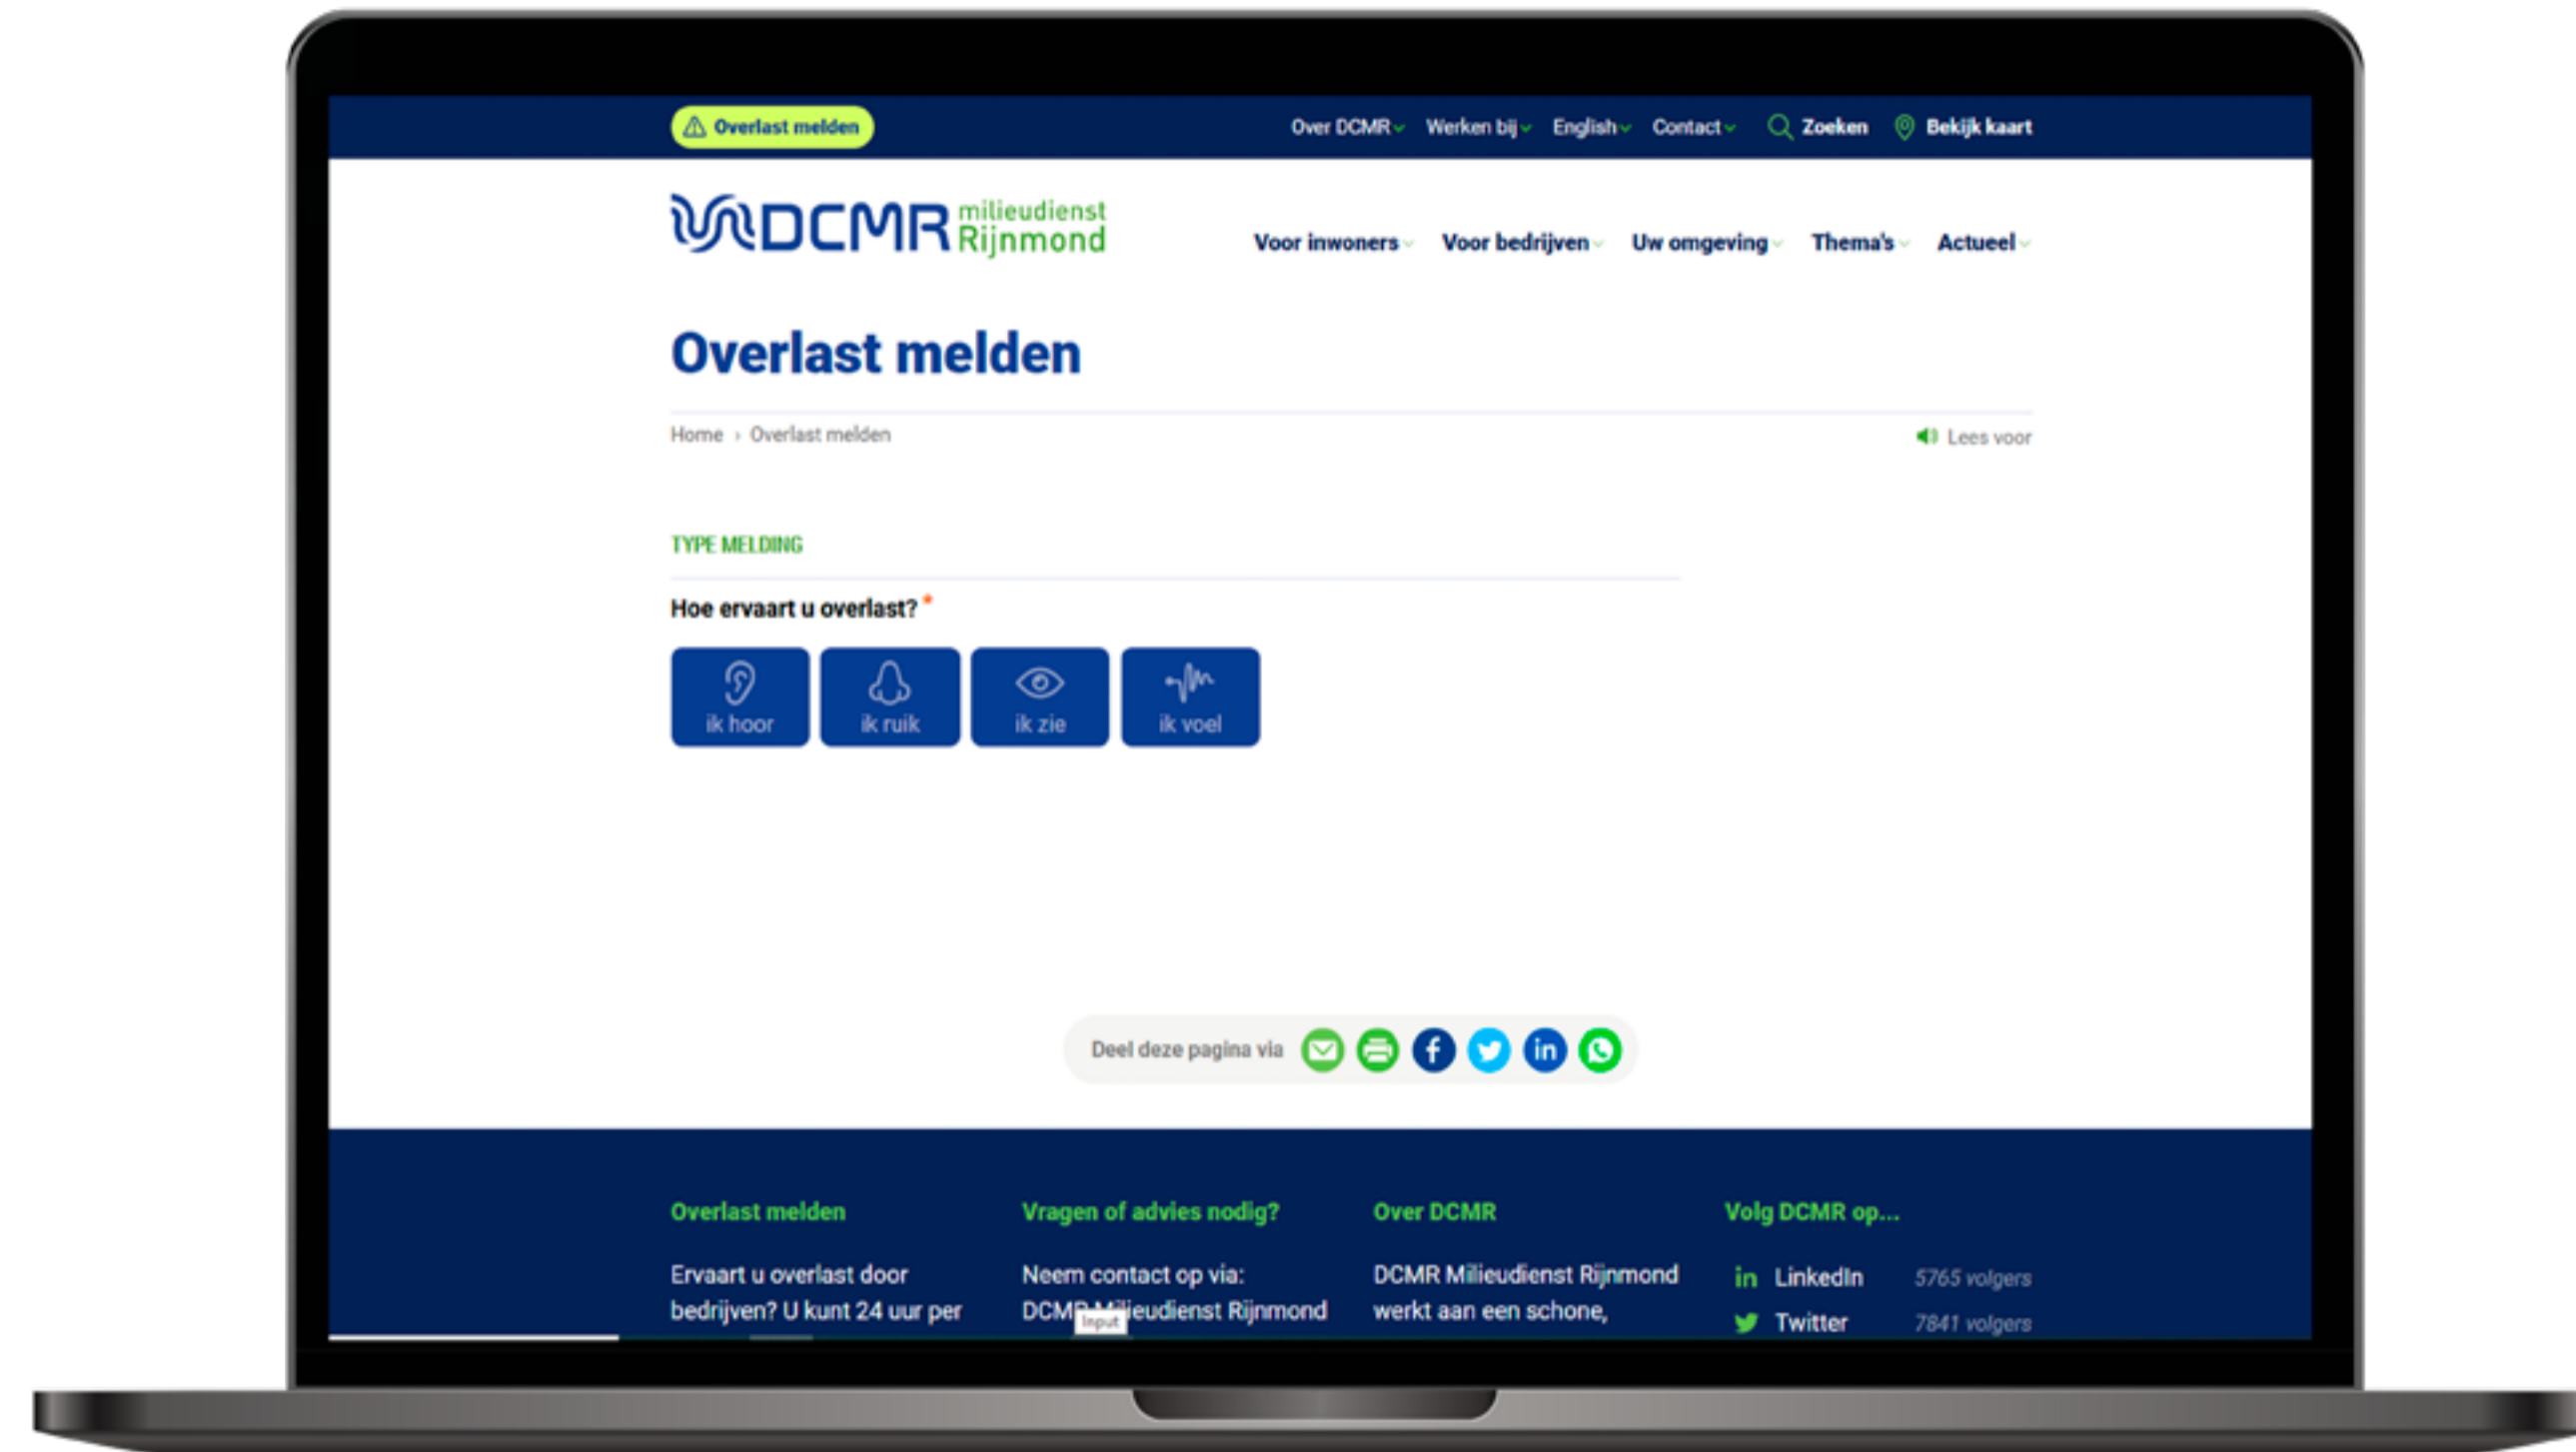 Overlast melden
Over DCMR Werken bij English Contact Zoeken Bekijk kaart
DCMR milieudienst Rijnmond
Voor inwoners Voor bedrijven Uw omgeving Thema's Actueel
Overlast melden
Home › Overlast melden
Lees voor
TYPE MELDING
Hoe ervaart u overlast? *
ik hoor
ik ruik
ik zie
ik voel
Deel deze pagina via
Overlast melden
Ervaart u overlast door
bedrijven? U kunt 24 uur per
Vragen of advies nodig?
Neem contact op via:
DCMR Milieudienst Rijnmond
Input
Over DCMR
DCMR Milieudienst Rijnmond
werkt aan een schone,
Volg DCMR op...
LinkedIn 5765 volgers
Twitter 7841 volgers